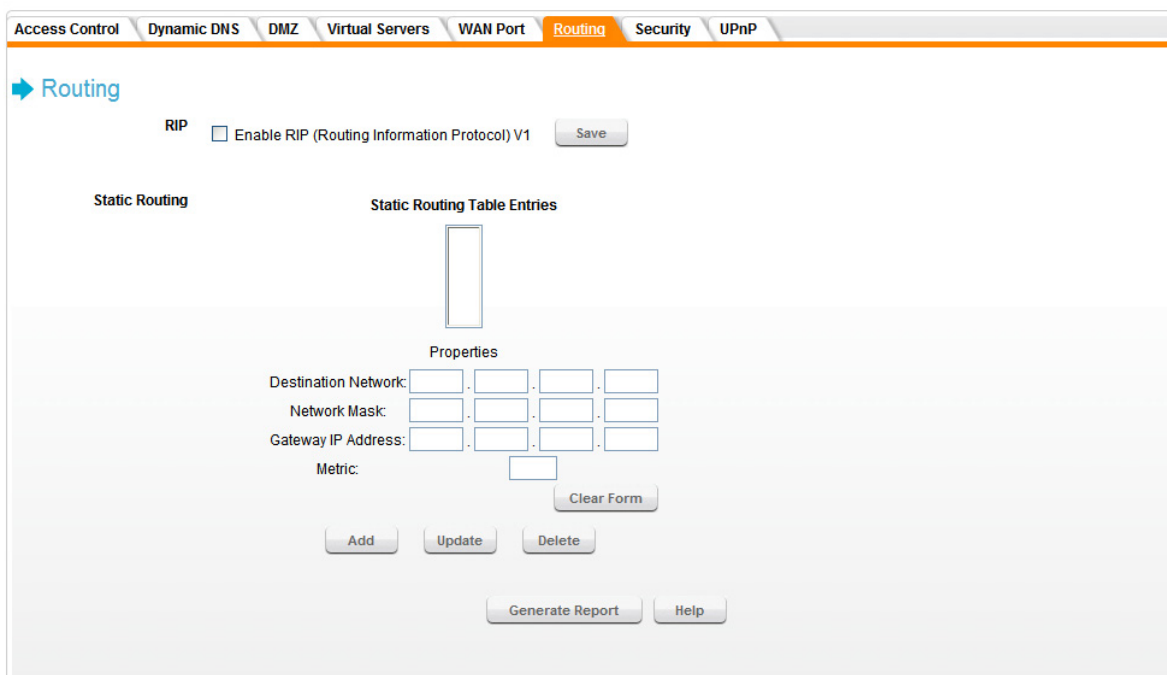 Access Control Dynamic DNS DMZ Virtual Servers WAN Port Routing Security UPnP
Routing
RIP Enable RIP (Routing Information Protocol) V1 Save
Static Routing Static Routing Table Entries
Properties
Destination Network: . . .
Network Mask: . . .
Gateway IP Address: . . .
Metric:
Clear Form
Add Update Delete
Generate Report Help